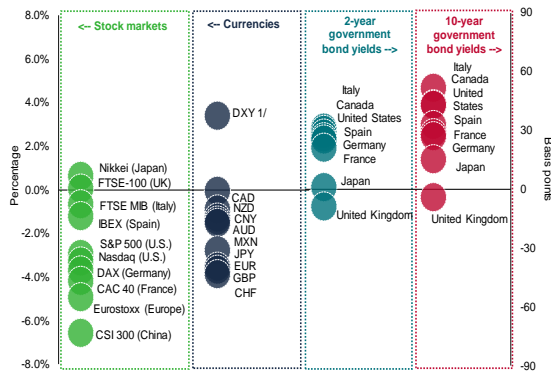 8.0%
6.0%
4.0%
2.0%
0.0%
-2.0%
-4.0%
-6.0%
-8.0%
Percentage
<-- Stock markets
Nikkei (Japan)
FTSE-100 (UK)
FTSE MIB (Italy)
IBEX (Spain)
S&P 500 (U.S.)
Nasdaq (U.S.)
DAX (Germany)
CAC 40 (France)
Eurostoxx (Europe)
CSI 300 (China)
<-- Currencies
DXY 1/
CAD
NZD
CNY
AUD
MXN
JPY
EUR
GBP
CHF
2-year
government
bond yields -->
Italy
Canada
United States
Spain
Germany
France
Japan
United Kingdom
10-year
government
bond yields -->
Italy
Canada
United
States
Spain
France
Germany
Japan
United Kingdom
90
60
30
0
-30
-60
-90
Basis points